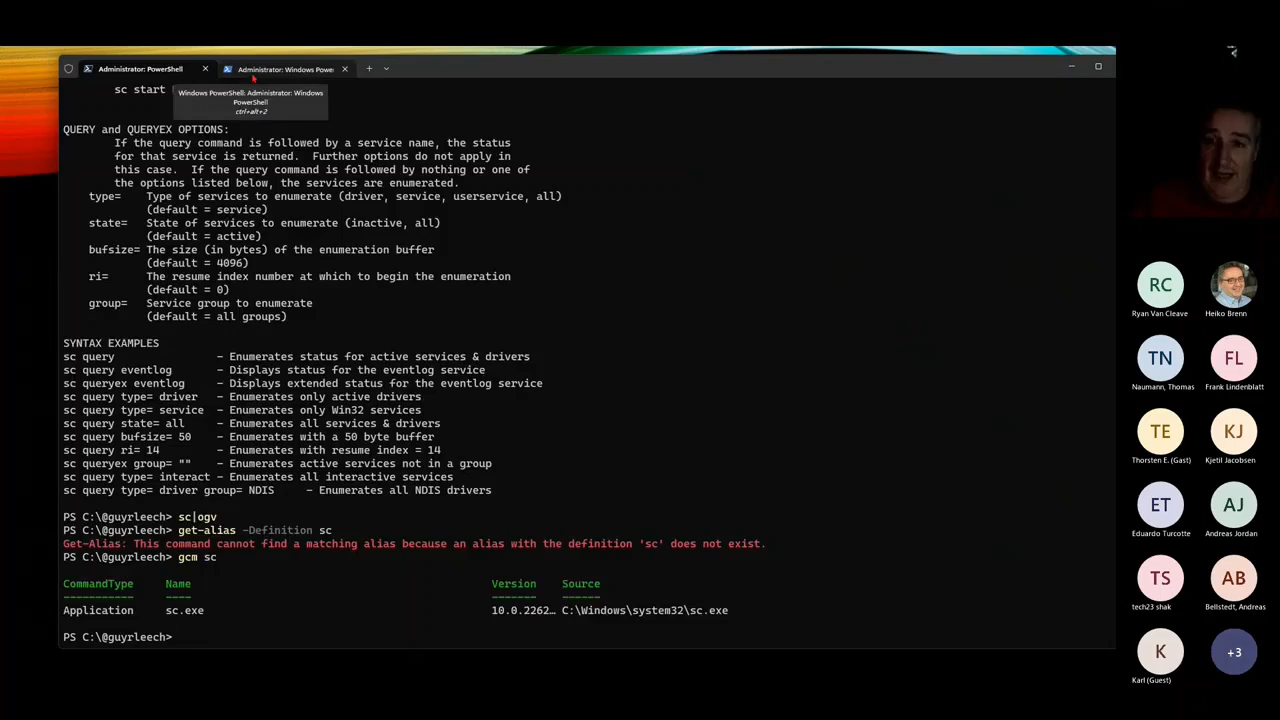 Administrator: PowerShell
Administrator: Windows Powe
sc start
Windows PowerShell: Administrator: Windows
PowerShell
ctrl+alt+2
QUERY and QUERYEX OPTIONS:
If the query command is followed by a service name, the status
for that service is returned.  Further options do not apply in
this case.  If the query command is followed by nothing or one of
the options listed below, the services are enumerated.
type=    Type of services to enumerate (driver, service, userservice, all)
(default = service)
state=   State of services to enumerate (inactive, all)
(default = active)
bufsize= The size (in bytes) of the enumeration buffer
(default = 4096)
ri=      The resume index number at which to begin the enumeration
(default = 0)
group=   Service group to enumerate
(default = all groups)
SYNTAX EXAMPLES
sc query                - Enumerates status for active services & drivers
sc query eventlog       - Displays status for the eventlog service
sc queryex eventlog     - Displays extended status for the eventlog service
sc query type= driver   - Enumerates only active drivers
sc query type= service  - Enumerates only Win32 services
sc query state= all     - Enumerates all services & drivers
sc query bufsize= 50    - Enumerates with a 50 byte buffer
sc query ri= 14         - Enumerates with resume index = 14
sc queryex group= ""    - Enumerates active services not in a group
sc query type= interact - Enumerates all interactive services
sc query type= driver group= NDIS     - Enumerates all NDIS drivers
PS C:\@guyrleech> sc|ogv
PS C:\@guyrleech> get-alias -Definition sc
Get-Alias: This command cannot find a matching alias because an alias with the definition 'sc' does not exist.
PS C:\@guyrleech> gcm sc
CommandType     Name                                               Version    Source
-----------     ----                                               -------    ------
Application     sc.exe                                             10.0.2262… C:\Windows\system32\sc.exe
PS C:\@guyrleech>
RC
Ryan Van Cleave
Heiko Brenn
TN
Naumann, Thomas
FL
Frank Lindenblatt
TE
Thorsten E. (Gast)
KJ
Kjetil Jacobsen
ET
Eduardo Turcotte
AJ
Andreas Jordan
TS
tech23 shak
AB
Bellstedt, Andreas
K
Karl (Guest)
+3